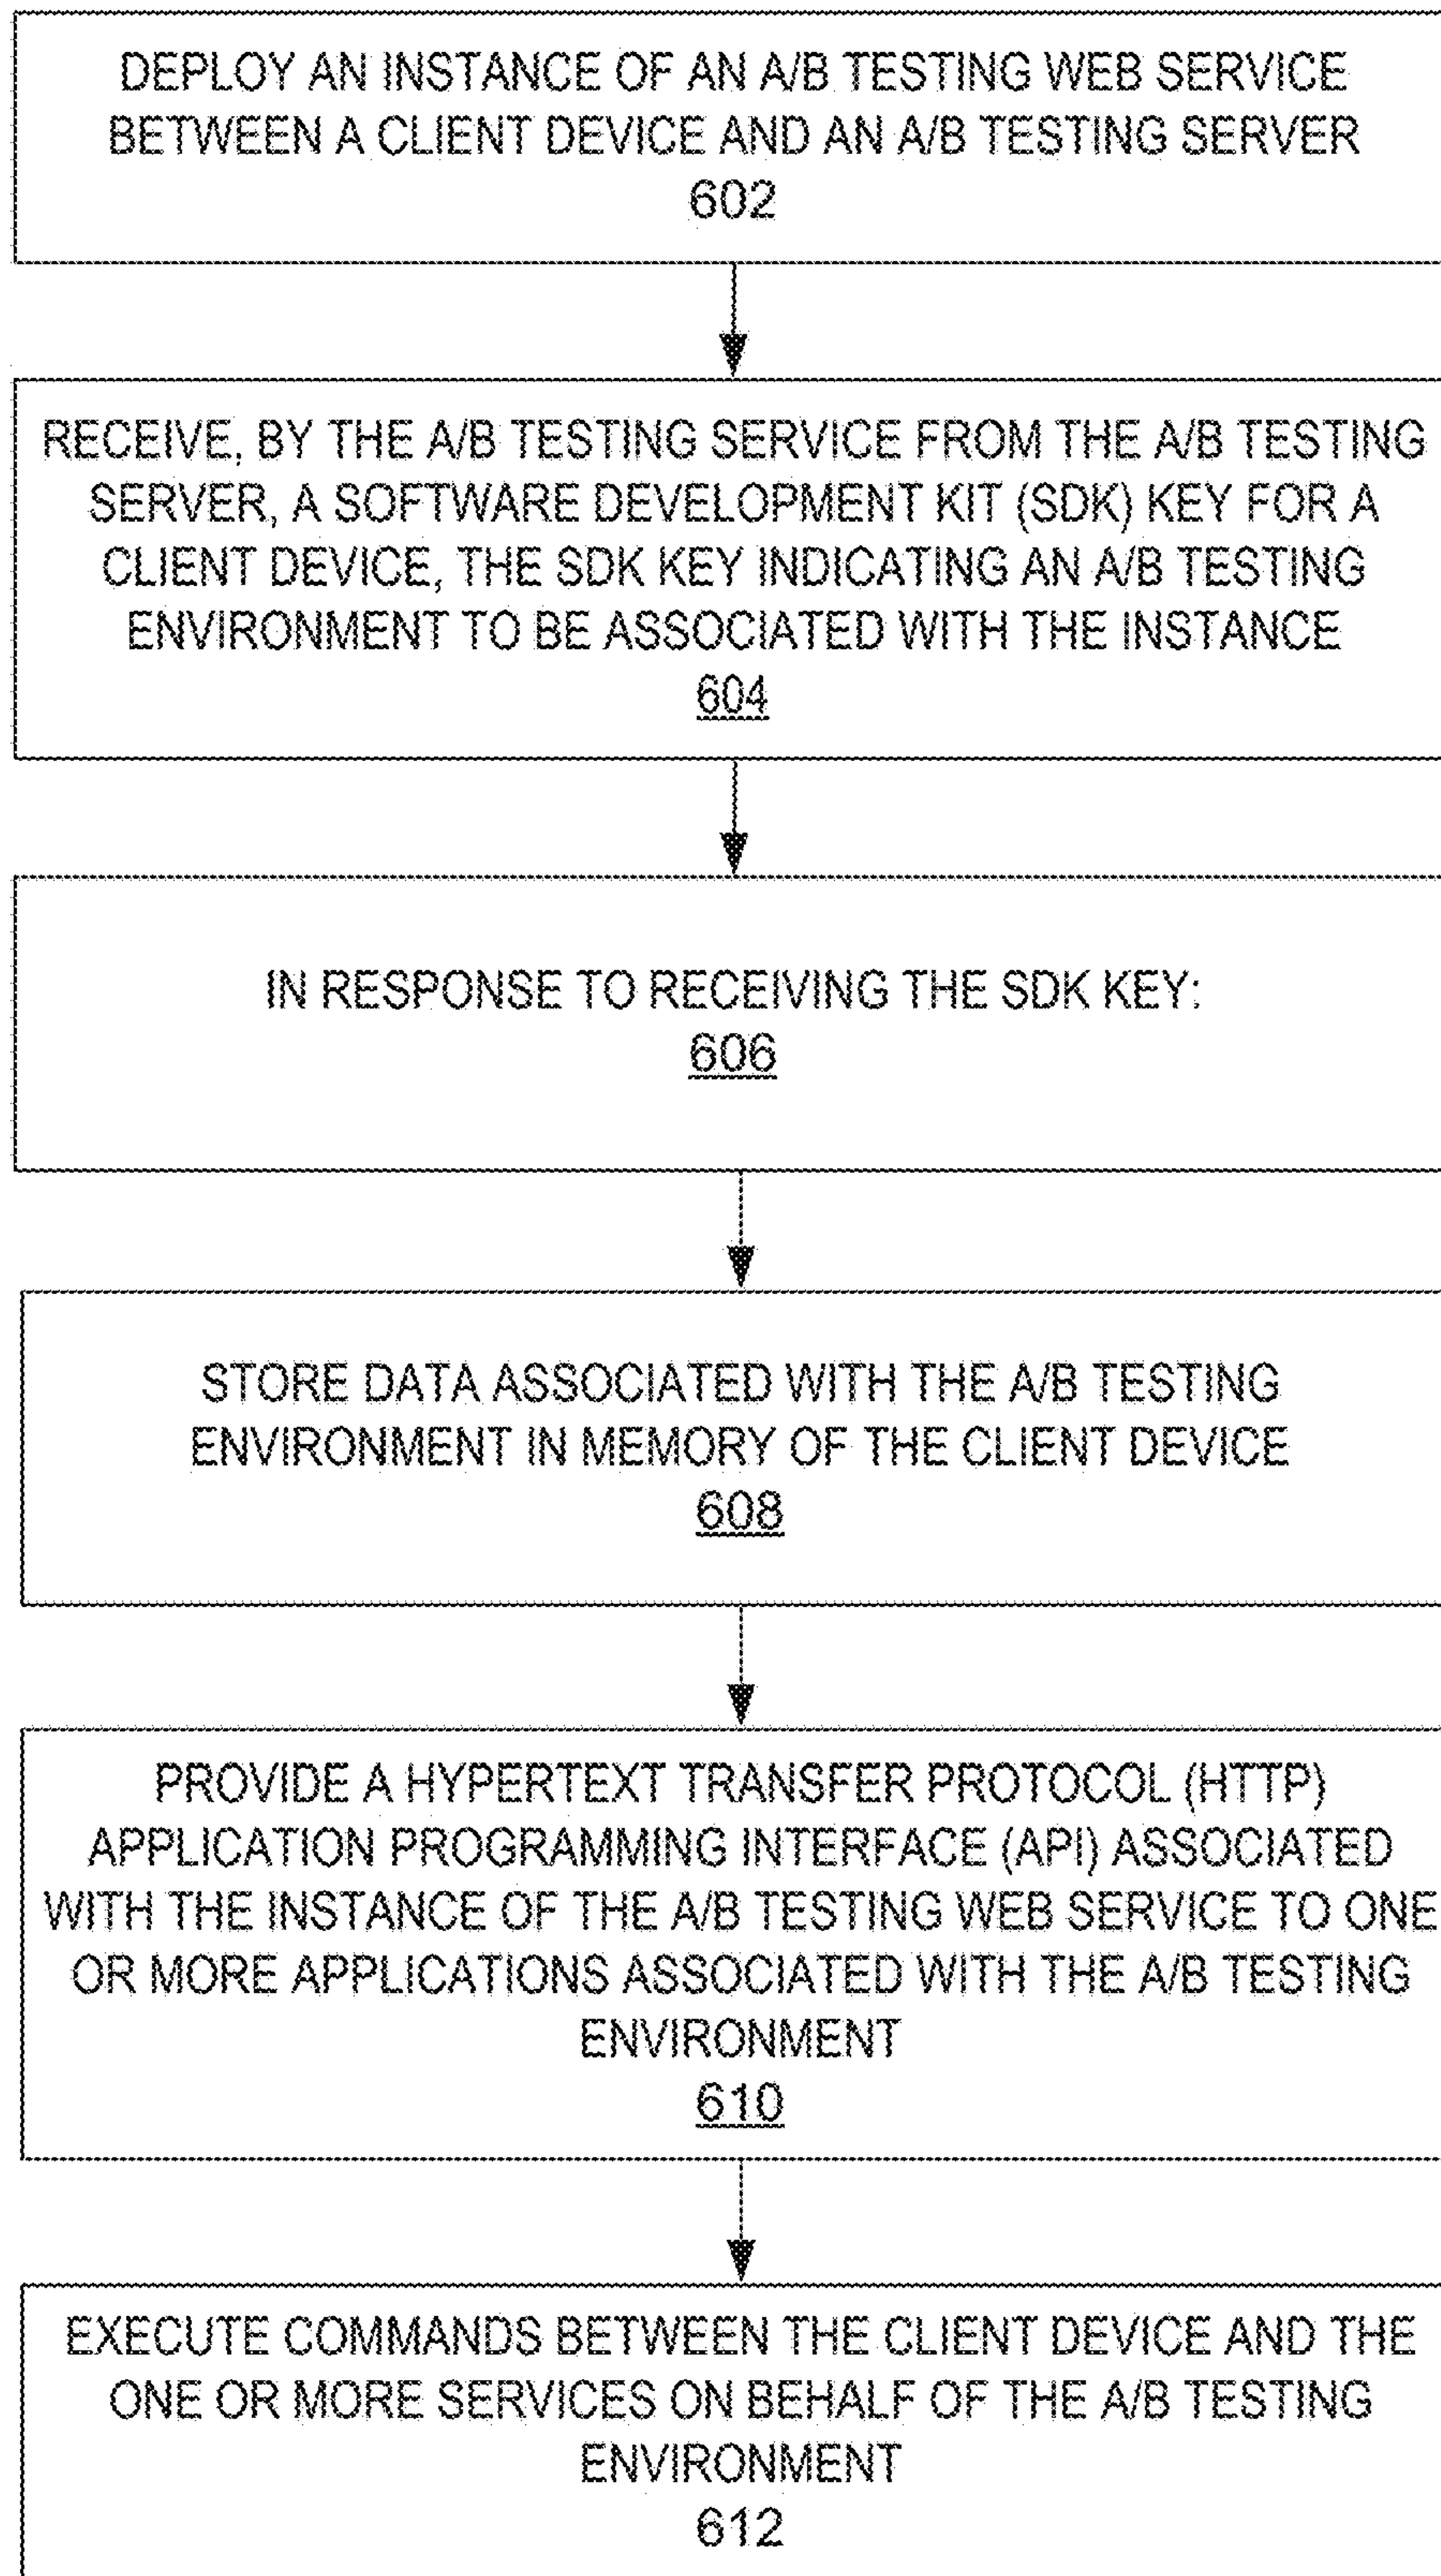 DEPLOY AN INSTANCE OF AN A/B TESTING WEB SERVICE
BETWEEN A CLIENT DEVICE AND AN A/B TESTING SERVER
602
RECEIVE, BY THE A/B TESTING SERVICE FROM THE A/B TESTING
SERVER, A SOFTWARE DEVELOPMENT KIT (SDK) KEY FOR A
CLIENT DEVICE, THE SDK KEY INDICATING AN A/B TESTING
ENVIRONMENT TO BE ASSOCIATED WITH THE INSTANCE
604
IN RESPONSE TO RECEIVING THE SDK KEY:
606
STORE DATA ASSOCIATED WITH THE A/B TESTING
ENVIRONMENT IN MEMORY OF THE CLIENT DEVICE
608
PROVIDE A HYPERTEXT TRANSFER PROTOCOL (HTTP)
APPLICATION PROGRAMMING INTERFACE (API) ASSOCIATED
WITH THE INSTANCE OF THE A/B TESTING WEB SERVICE TO ONE
OR MORE APPLICATIONS ASSOCIATED WITH THE A/B TESTING
ENVIRONMENT
610
EXECUTE COMMANDS BETWEEN THE CLIENT DEVICE AND THE
ONE OR MORE SERVICES ON BEHALF OF THE A/B TESTING
ENVIRONMENT
612